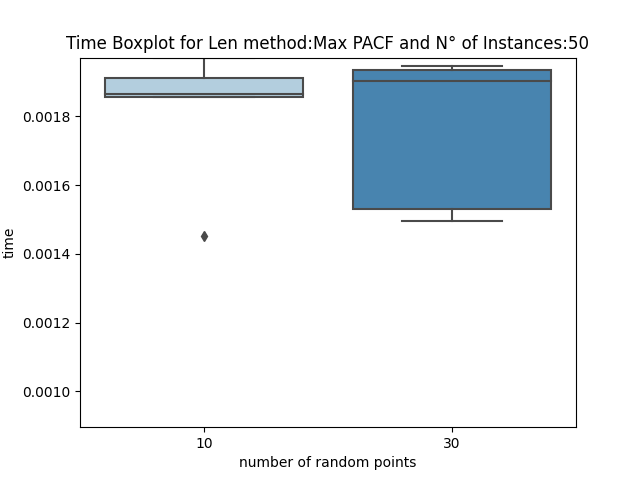 Time Boxplot for Len method:Max PACF and N° of Instances:50
0.0018
0.0016
0.0014
0.0012
0.0010
time
10
30
number of random points